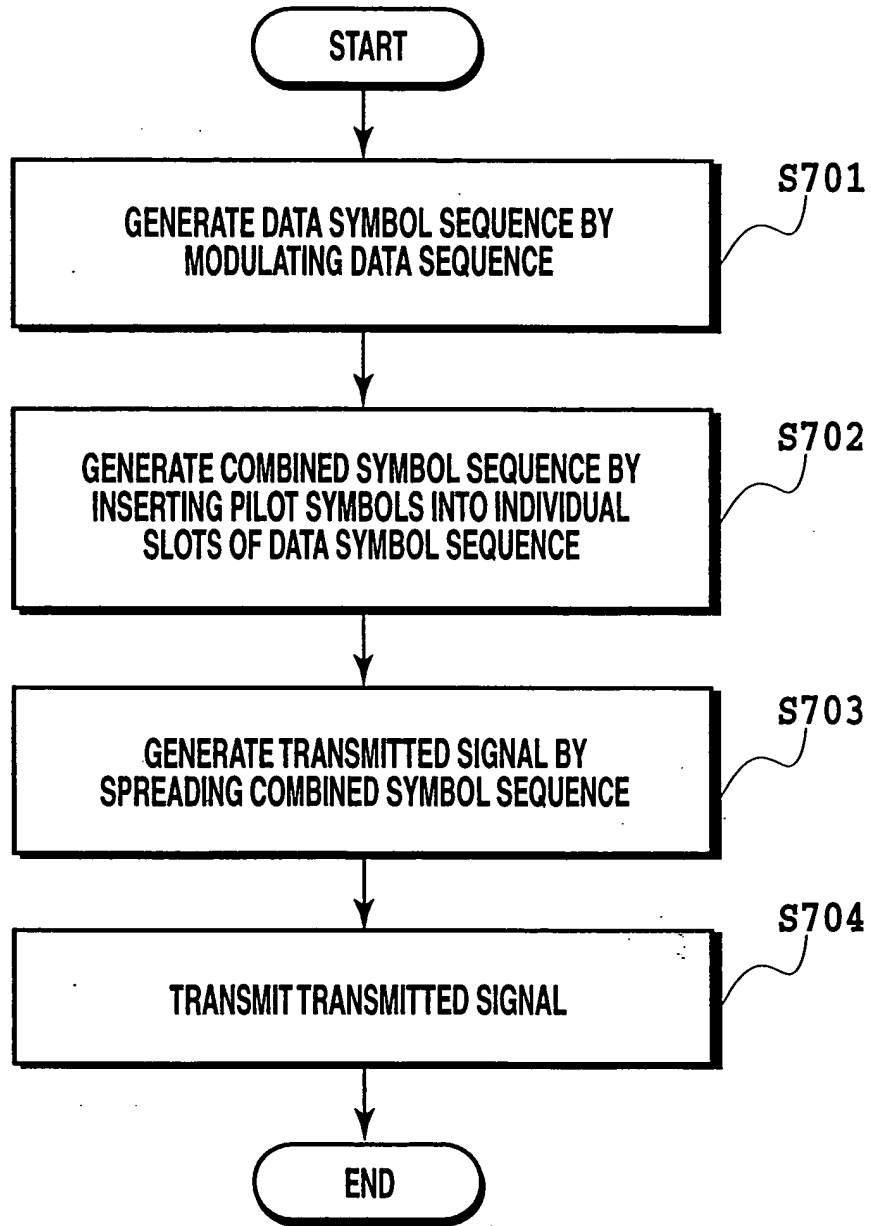 START
S701
GENERATE DATA SYMBOL SEQUENCE BY
MODULATING DATA SEQUENCE
S702
GENERATE COMBINED SYMBOL SEQUENCE BY
INSERTING PILOT SYMBOLS INTO INDIVIDUAL
SLOTS OF DATA SYMBOL SEQUENCE
S703
GENERATE TRANSMITTED SIGNAL BY
SPREADING COMBINED SYMBOL SEQUENCE
S704
TRANSMIT TRANSMITTED SIGNAL
END